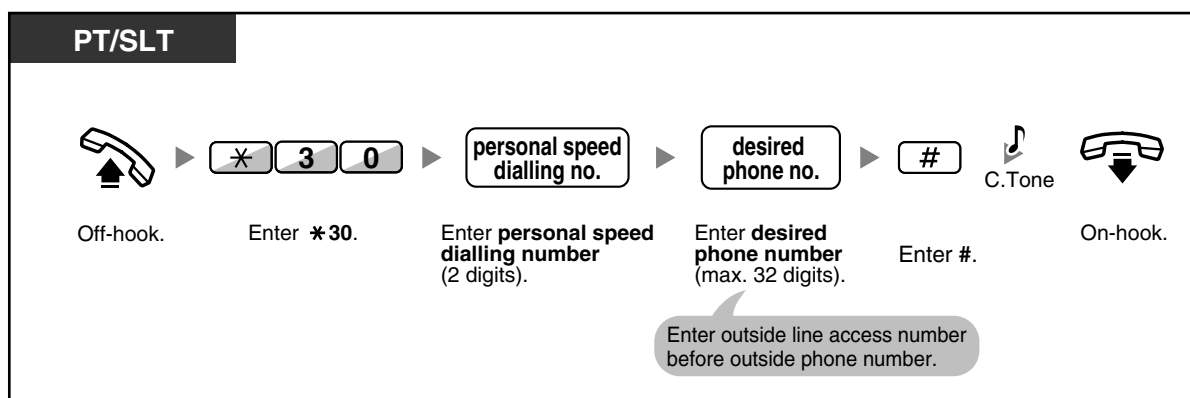 PT/SLT
✳ 3 0
personal speed
dialling no.
desired
phone no.
#
C.Tone
Off-hook.
Enter ✳30.
Enter personal speed
dialling number
(2 digits).
Enter desired
phone number
(max. 32 digits).
Enter #.
On-hook.
Enter outside line access number
before outside phone number.